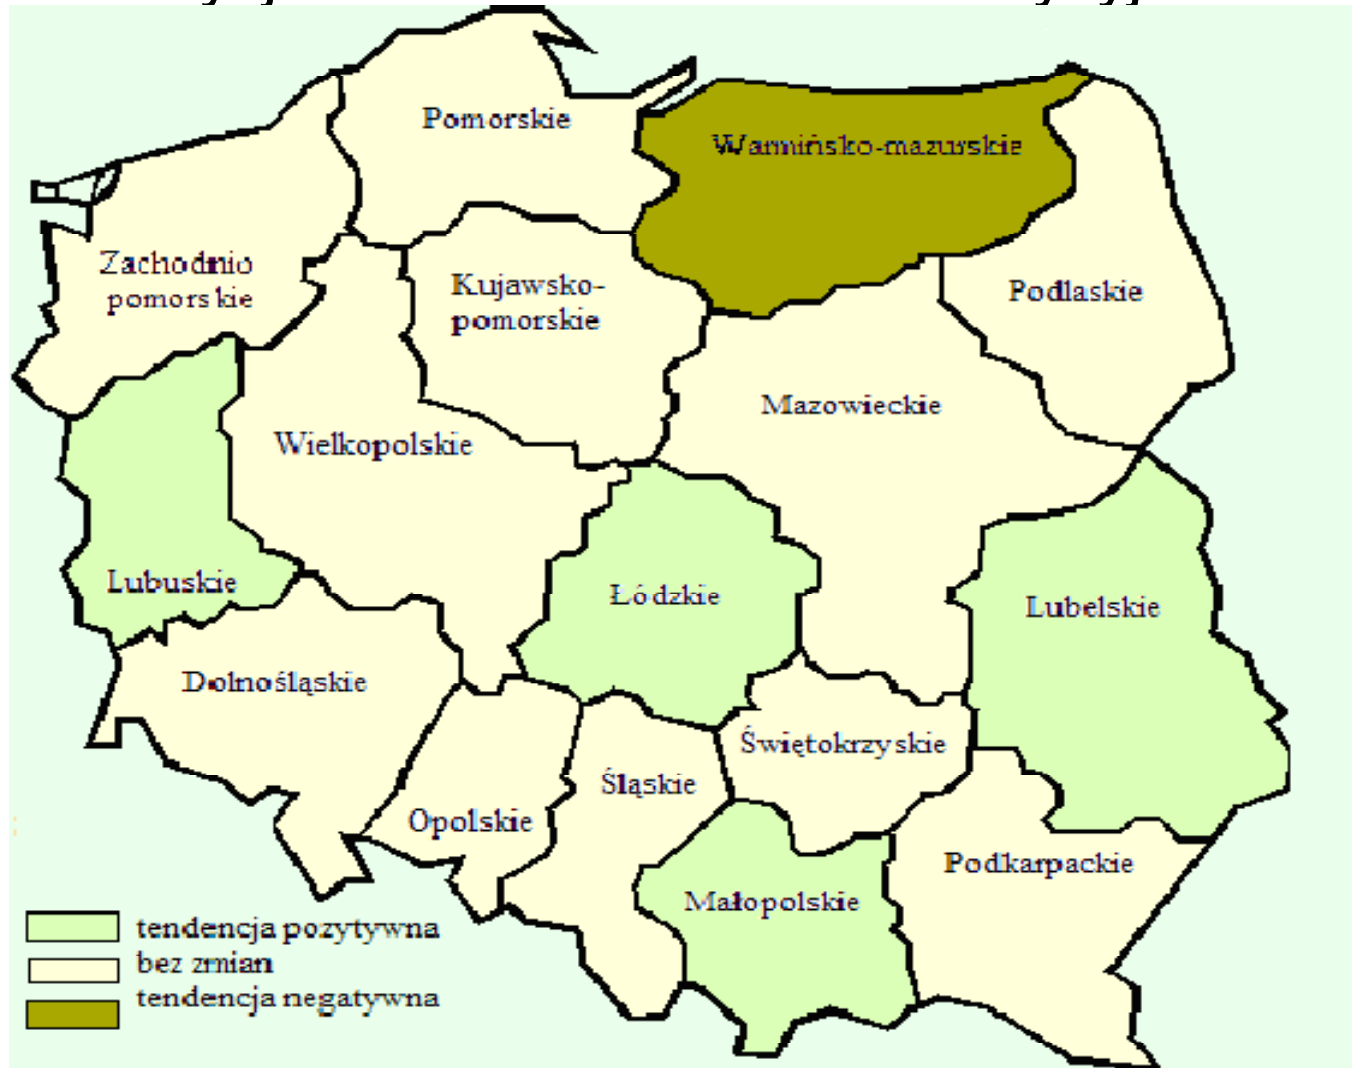 Pomorskie
Warmińsko-mazurskie
Zachodnio
pomorskie
Kujawsko-
pomorskie
Podlaskie
Mazowieckie
Wielkopolskie
Lubuskie
Łódzkie
Lubelskie
Dolnośląskie
Świętokrzyskie
Śląskie
Opolskie
Podkarpackie
Małopolskie
tendencja pozytywna
bez zmian
tendencja negatywna